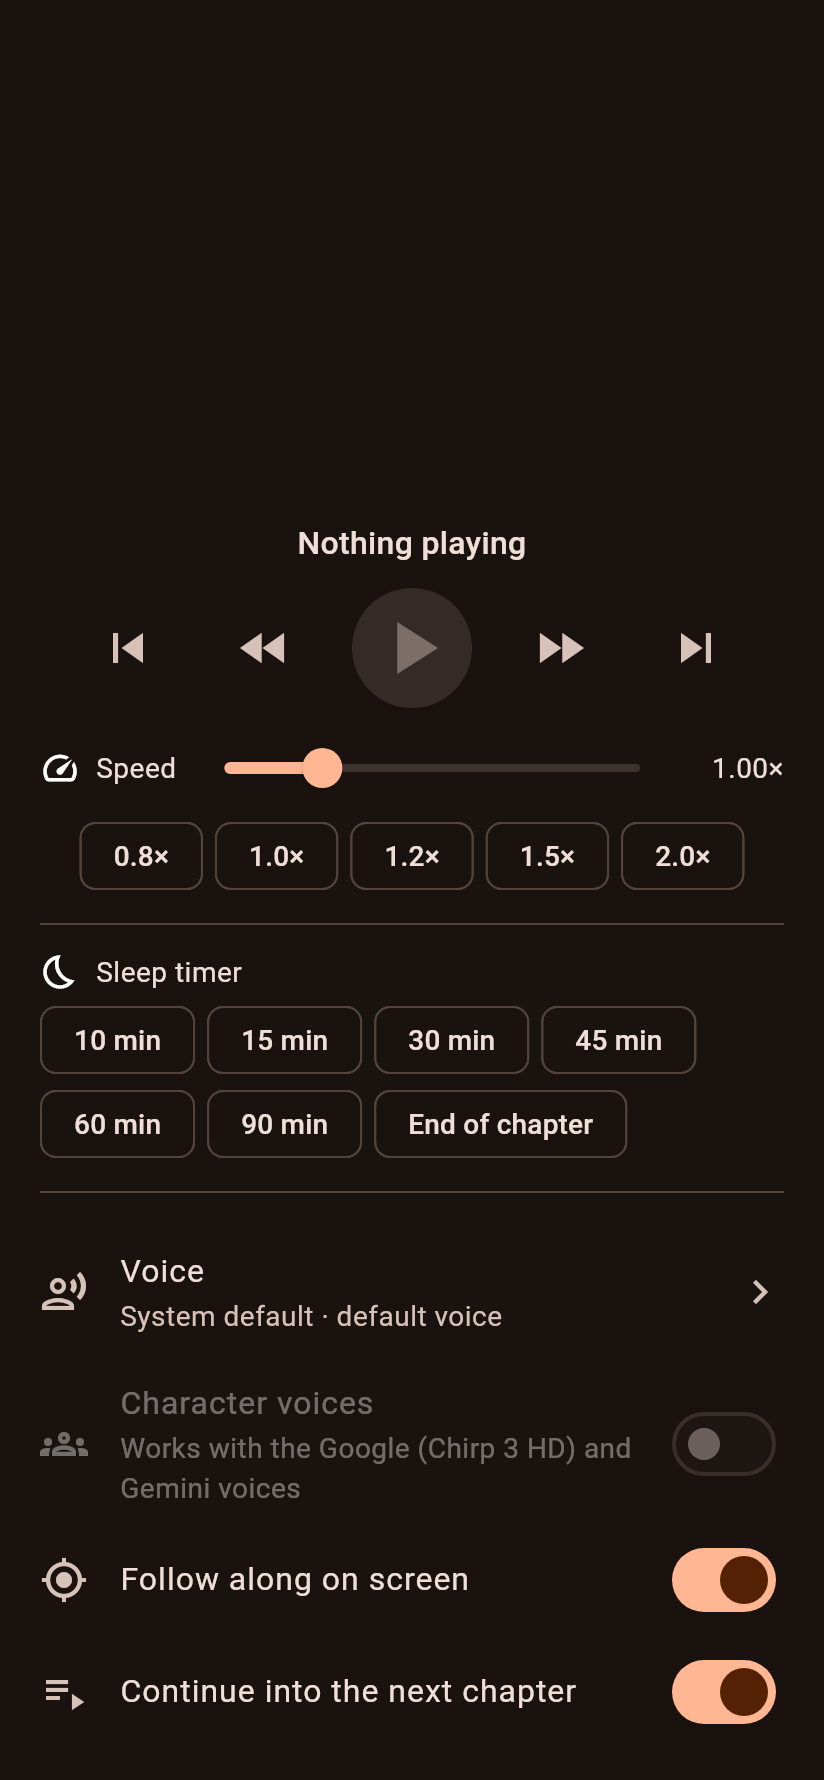 Nothing playing
Speed
1.00×
0.8×
1.0×
1.2×
1.5×
2.0×
Sleep timer
10 min
15 min
30 min
45 min
60 min
90 min
End of chapter
Voice
System default · default voice
Character voices
Works with the Google (Chirp 3 HD) and
Gemini voices
Follow along on screen
Continue into the next chapter